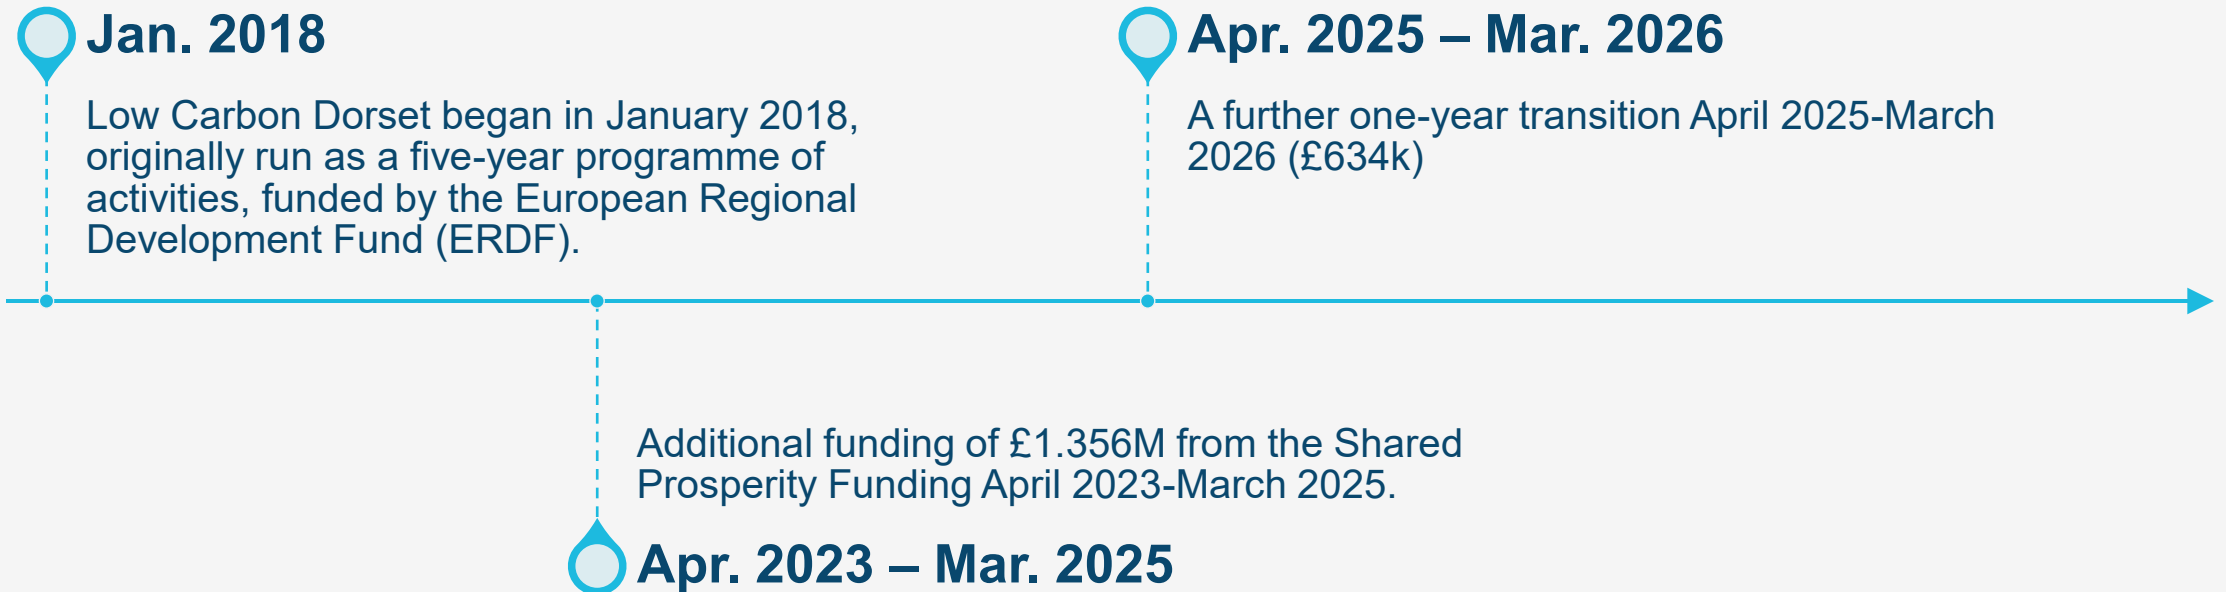 Jan. 2018
Low Carbon Dorset began in January 2018,
originally run as a five-year programme of
activities, funded by the European Regional
Development Fund (ERDF).
Apr. 2025 – Mar. 2026
A further one-year transition April 2025-March
2026 (£634k)
Additional funding of £1.356M from the Shared
Prosperity Funding April 2023-March 2025.
Apr. 2023 – Mar. 2025